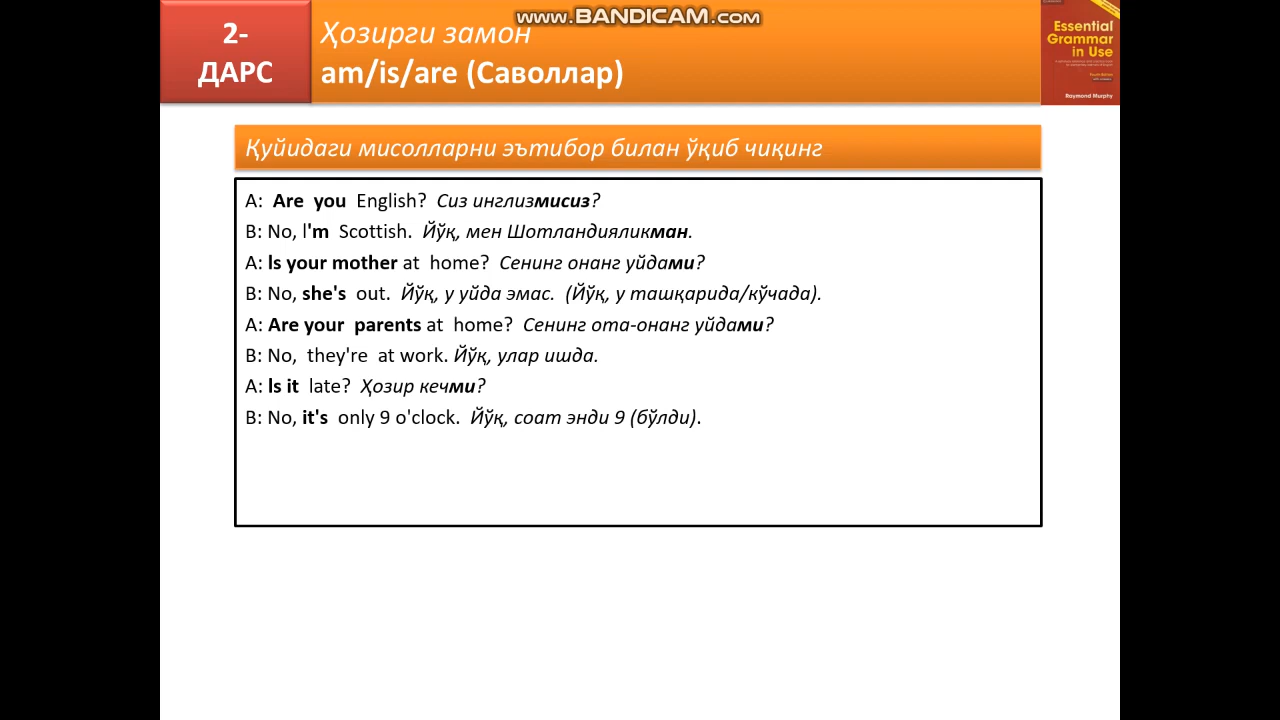 www.BANDICAM.com
2-
ДАРС
Ҳозирги замон
am/is/are (Саволлар)
Essential
Grammar
in Use
Raymond Murphy
Қуйидаги мисолларни эътибор билан ўқиб чиқинг
A: Are you English? Сиз инглизмисиз?
B: No, l'm Scottish. Йўқ, мен Шотландияликман.
A: ls your mother at home? Сенинг онанг уйдами?
B: No, she's out. Йўқ, у уйда эмас. (Йўқ, у ташқарида/кўчада).
A: Are your parents at home? Сенинг ота-онанг уйдами?
B: No, they're at work. Йўқ, улар ишда.
A: ls it late? Ҳозир кечми?
B: No, it's only 9 o'clock. Йўқ, соат энди 9 (бўлди).